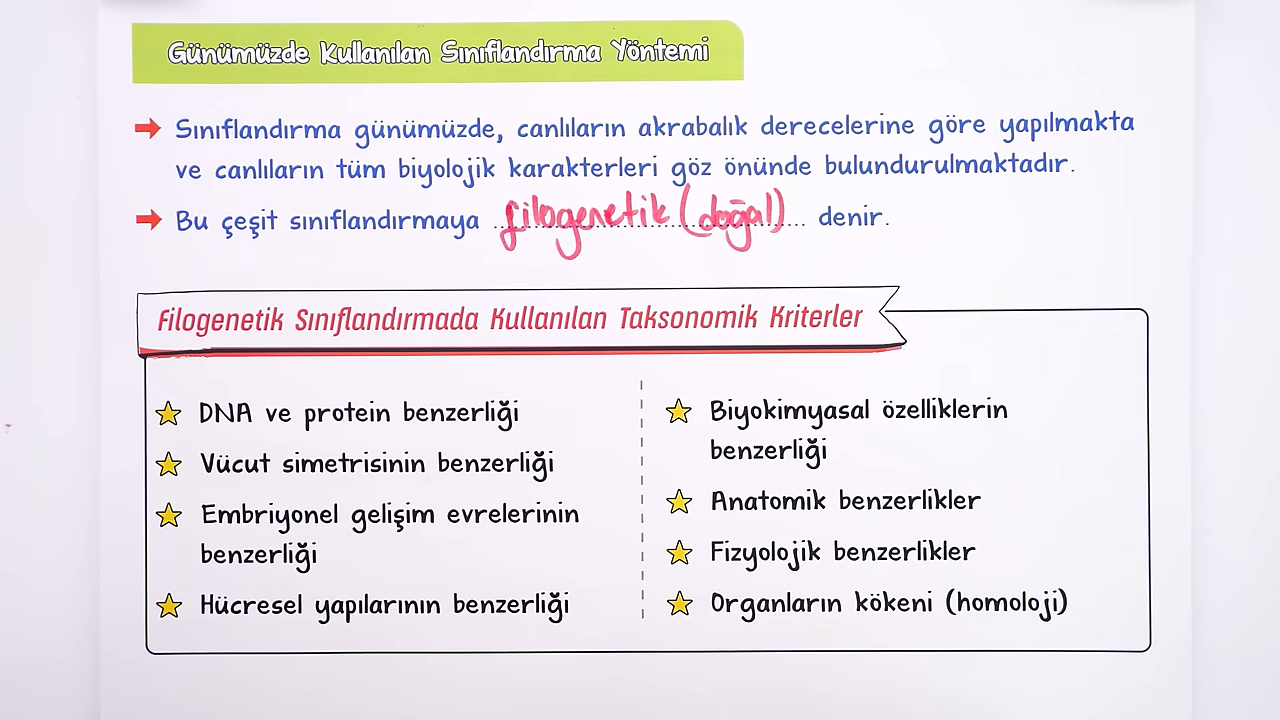 Günümüzde Kullanılan Sınıflandırma Yöntemi
Sınıflandırma günümüzde, canlıların akrabalık derecelerine göre yapılmakta
ve canlıların tüm biyolojik karakterleri göz önünde bulundurulmaktadır.
Bu çeşit sınıflandırmaya filogenetik (doğal) denir.
Filogenetik Sınıflandırmada Kullanılan Taksonomik Kriterler
DNA ve protein benzerliği
Vücut simetrisinin benzerliği
Embriyonel gelişim evrelerinin
benzerliği
Hücresel yapılarının benzerliği
Biyokimyasal özelliklerin
benzerliği
Anatomik benzerlikler
Fizyolojik benzerlikler
Organların kökeni (homoloji)